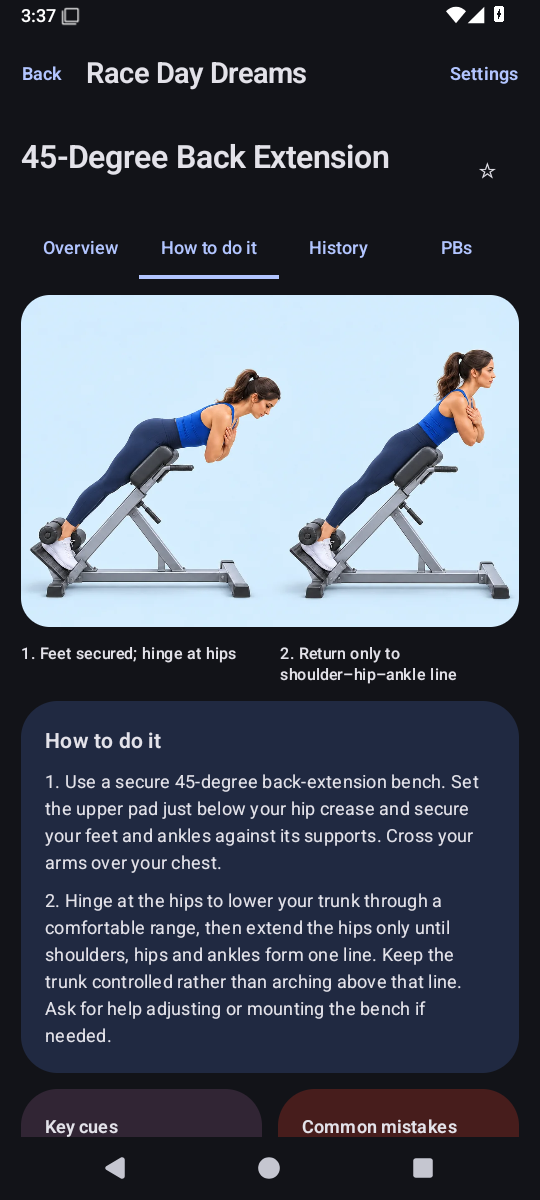 3:37
Back
Race Day Dreams
Settings
45-Degree Back Extension
Overview
How to do it
History
PBs
1. Feet secured; hinge at hips
2. Return only to
shoulder–hip–ankle line
How to do it
1. Use a secure 45-degree back-extension bench. Set
the upper pad just below your hip crease and secure
your feet and ankles against its supports. Cross your
arms over your chest.
2. Hinge at the hips to lower your trunk through a
comfortable range, then extend the hips only until
shoulders, hips and ankles form one line. Keep the
trunk controlled rather than arching above that line.
Ask for help adjusting or mounting the bench if
needed.
Key cues
Common mistakes